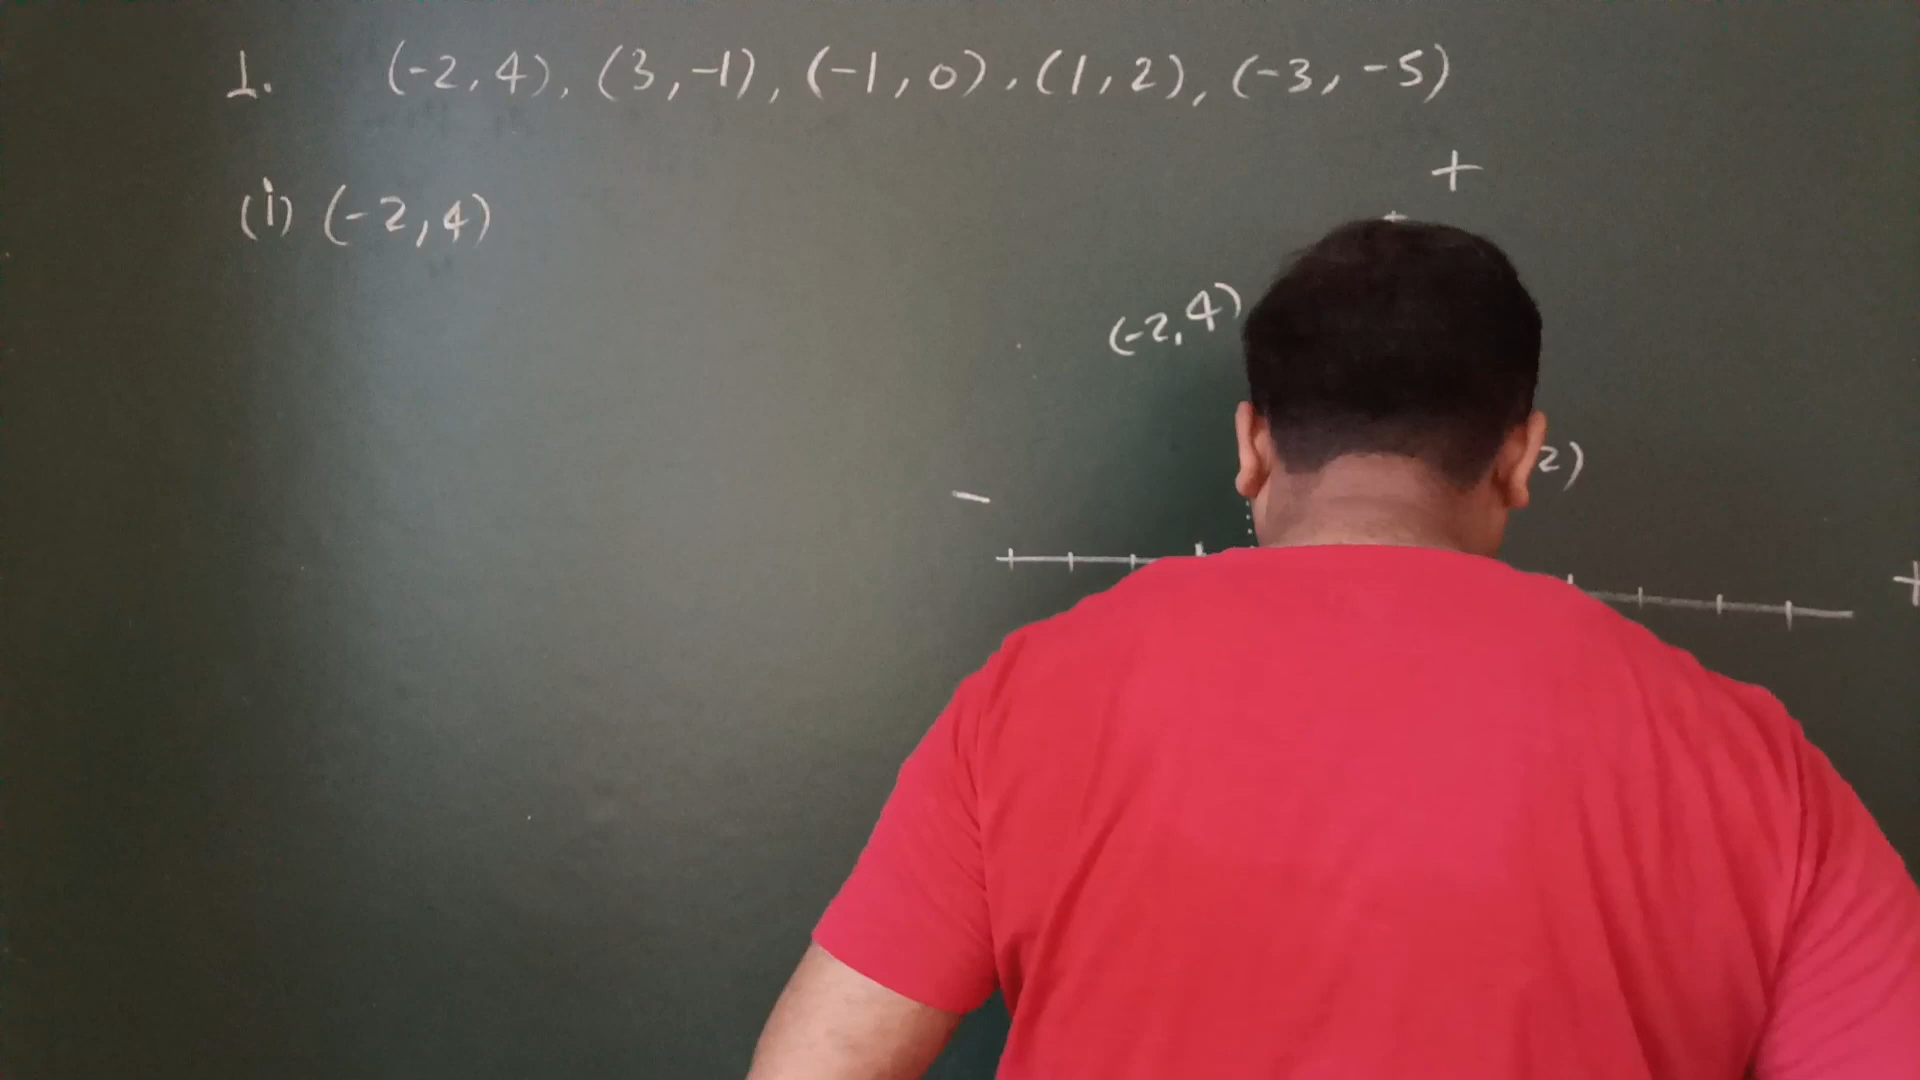 1. (-2, 4), (3, -1), (-1, 0), (1, 2), (-3, -5)
(i) (-2, 4)
+
(-2, 4)
2)
-
+